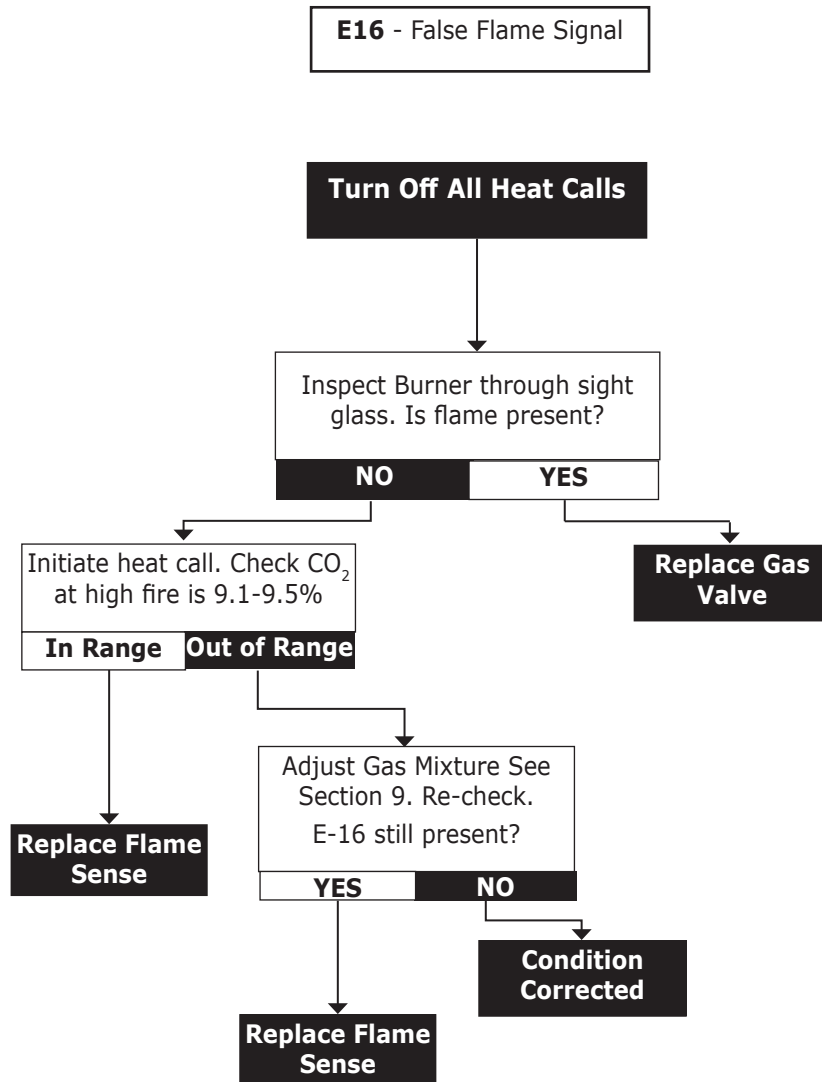 E16 - False Flame Signal
Turn Off All Heat Calls
Inspect Burner through sight
glass. Is flame present?
NO
YES
Initiate heat call. Check CO₂
at high fire is 9.1-9.5%
In Range
Out of Range
Replace Gas
Valve
Adjust Gas Mixture See
Section 9. Re-check.
E-16 still present?
YES
NO
Replace Flame
Sense
Condition
Corrected
Replace Flame
Sense